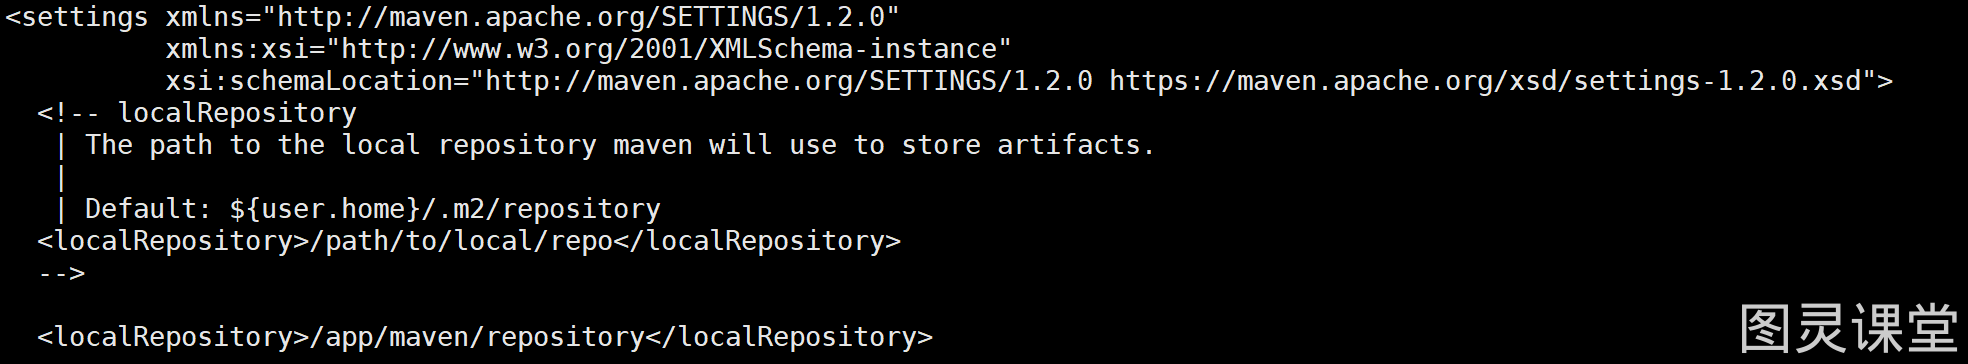 <settings xmlns="http://maven.apache.org/SETTINGS/1.2.0"
          xmlns:xsi="http://www.w3.org/2001/XMLSchema-instance"
          xsi:schemaLocation="http://maven.apache.org/SETTINGS/1.2.0 https://maven.apache.org/xsd/settings-1.2.0.xsd">
  <!-- localRepository
   | The path to the local repository maven will use to store artifacts.
   |
   | Default: ${user.home}/.m2/repository
  <localRepository>/path/to/local/repo</localRepository>
  -->
  <localRepository>/app/maven/repository</localRepository>
图灵课堂